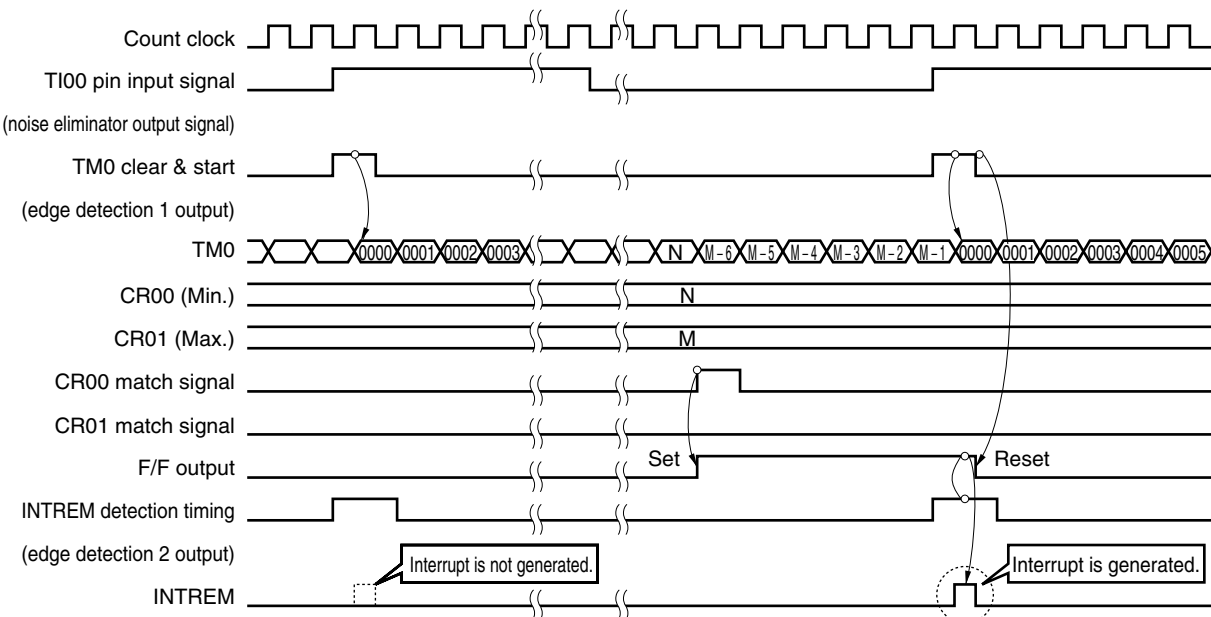 Count clock
TI00 pin input signal
(noise eliminator output signal)
TM0 clear & start
(edge detection 1 output)
TM0 0000 0001 0002 0003 N M – 6 M – 5 M – 4 M – 3 M – 2 M – 1 0000 0001 0002 0003 0004 0005
CR00 (Min.) N
CR01 (Max.) M
CR00 match signal
CR01 match signal
F/F output Set Reset
INTREM detection timing
(edge detection 2 output)
Interrupt is not generated. Interrupt is generated.
INTREM